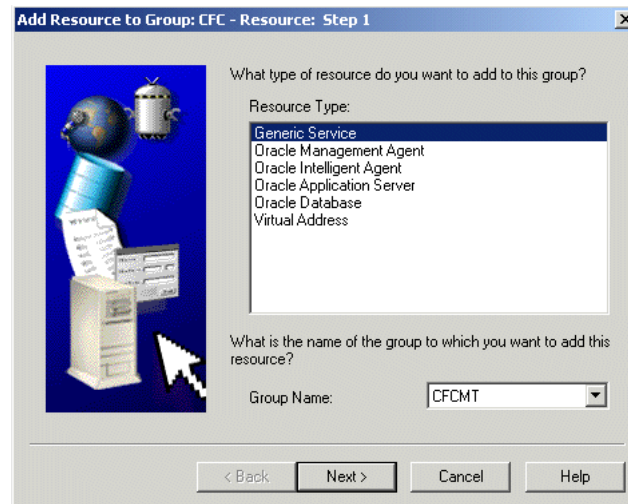 Add Resource to Group: CFC - Resource: Step 1
What type of resource do you want to add to this group?
Resource Type:
Generic Service
Oracle Management Agent
Oracle Intelligent Agent
Oracle Application Server
Oracle Database
Virtual Address
What is the name of the group to which you want to add this
resource?
Group Name:
CFCMT
< Back
Next >
Cancel
Help